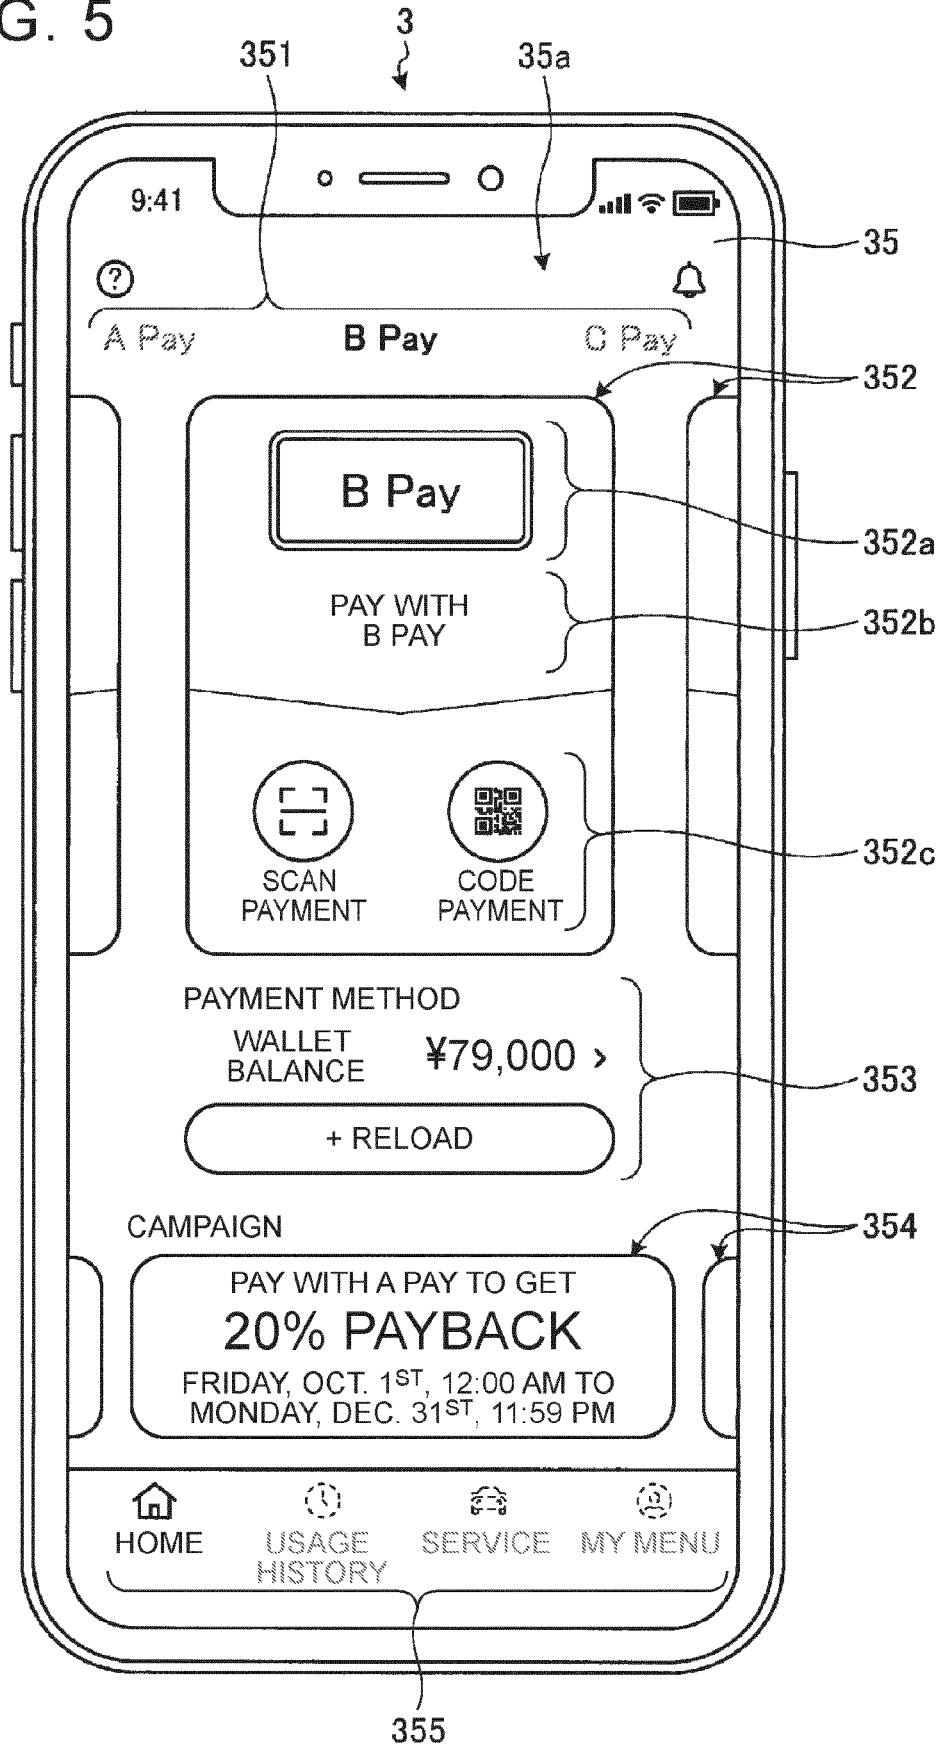 G. 5
3
351
35a
9:41
35
?
A Pay B Pay C Pay
352
B Pay
352a
PAY WITH
B PAY
352b
SCAN
PAYMENT
CODE
PAYMENT
352c
PAYMENT METHOD
WALLET
BALANCE
¥79,000 ›
353
+ RELOAD
CAMPAIGN
354
PAY WITH A PAY TO GET
20% PAYBACK
FRIDAY, OCT. 1ST, 12:00 AM TO
MONDAY, DEC. 31ST, 11:59 PM
HOME
USAGE
HISTORY
SERVICE
MY MENU
355